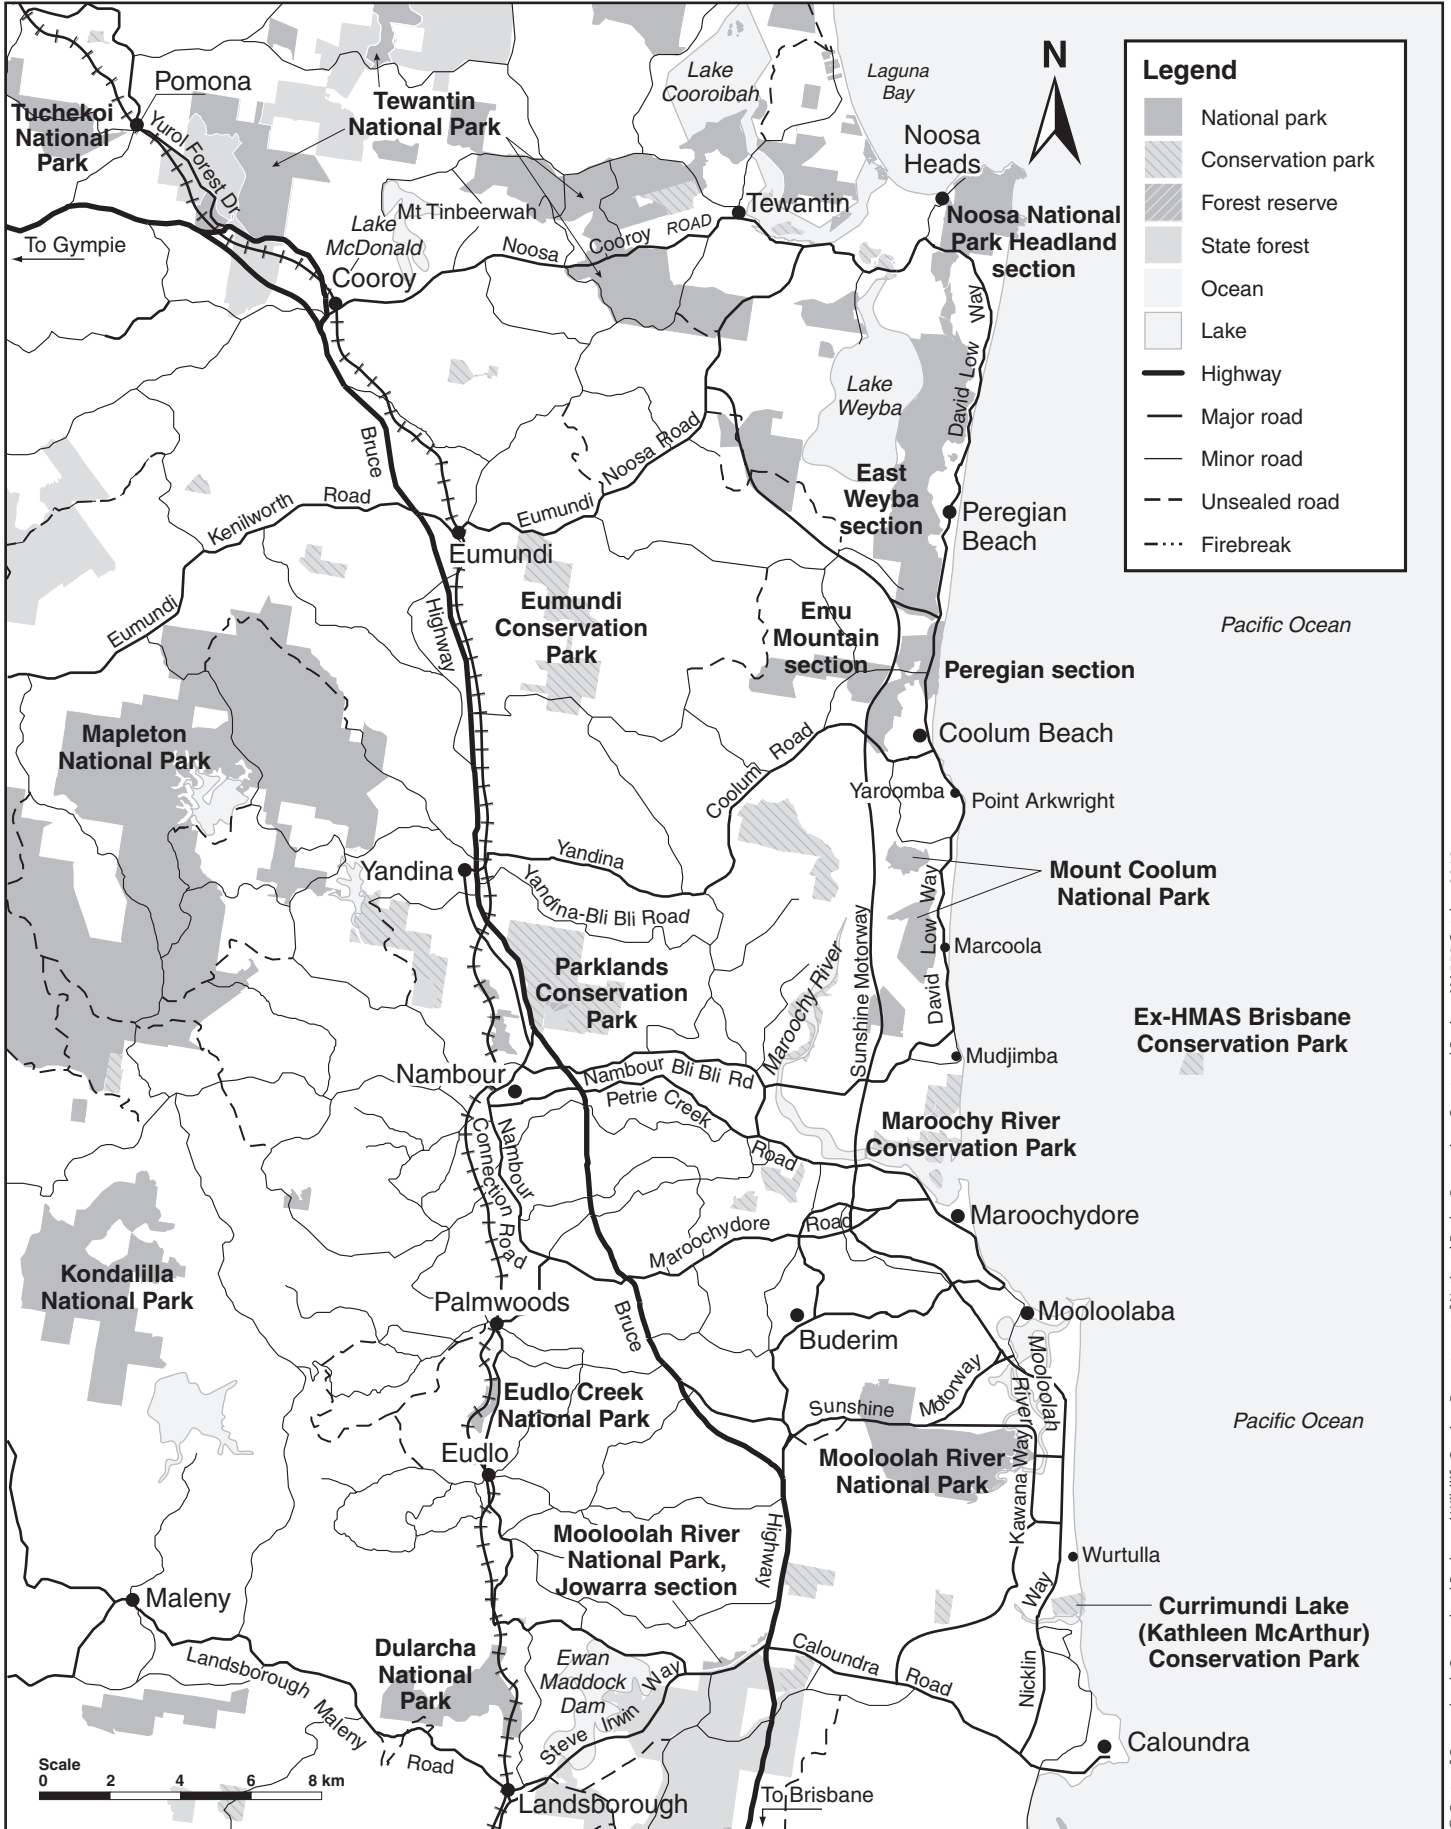 Pomona
Tuchekoi
National
Park
Yurol Forest Dr
Tewantin
National Park
Lake
Cooroibah
Laguna
Bay
Noosa
Heads
N
Legend
National park
Conservation park
Forest reserve
State forest
Ocean
Lake
Highway
Major road
Minor road
Unsealed road
Firebreak
To Gympie
Lake
McDonald
Mt Tinbeerwah
Cooroy
Noosa Cooroy ROAD
Tewantin
Noosa National
Park Headland
section
David Low Way
Lake
Weyba
Bruce
Kenilworth Road
Eumundi
Eumundi Noosa Road
East
Weyba
section
Peregian
Beach
Eumundi
Highway
Eumundi
Conservation
Park
Emu
Mountain
section
Pacific Ocean
Peregian section
Mapleton
National Park
Coolum Beach
Coolum Road
Yaroomba
Point Arkwright
Yandina
Yandina
Yandina-Bli Bli Road
Mount Coolum
National Park
David Low Way
Marcoola
Sunshine Motorway
Maroochy River
Parklands
Conservation
Park
Ex-HMAS Brisbane
Conservation Park
Mudjimba
Nambour
Nambour Bli Bli Rd
Petrie Creek
Road
Maroochy River
Conservation Park
Nambour
Connection Road
Maroochydore Road
Maroochydore
Kondalilla
National Park
Palmwoods
Bruce
Buderim
Mooloolaba
Mooloolah
River
Eudlo Creek
National Park
Sunshine Motorway
Pacific Ocean
Eudlo
Mooloolah River
National Park
Kawana Way
Mooloolah River
National Park,
Jowarra section
Highway
Wurtulla
Maleny
Currimundi Lake
(Kathleen McArthur)
Conservation Park
Nicklin Way
Dularcha
National
Park
Ewan
Maddock
Dam
Landsborough
Maleny
Road
Steve Irwin Way
Caloundra Road
Caloundra
Scale
0 2 4 6 8 km
Landsborough
To Brisbane